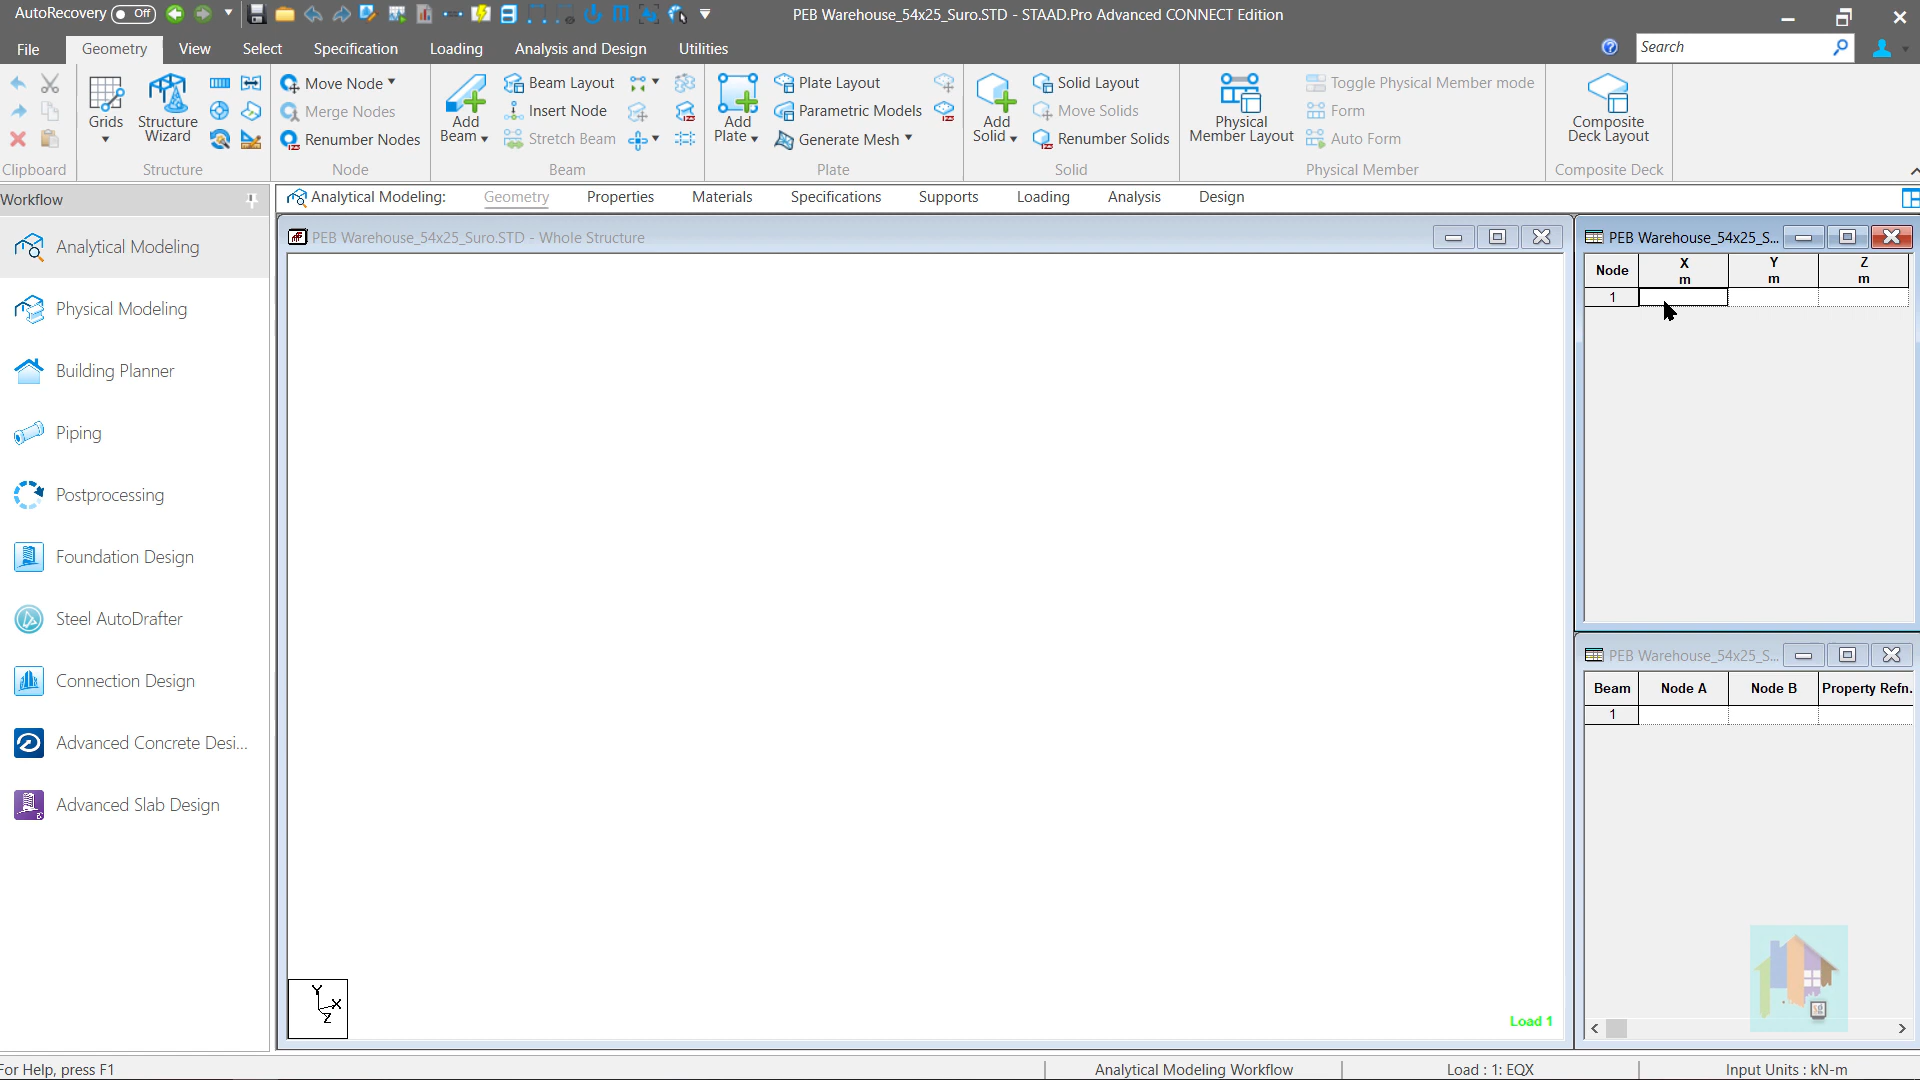 AutoRecovery Off
PEB Warehouse_54x25_Suro.STD - STAAD.Pro Advanced CONNECT Edition
File Geometry View Select Specification Loading Analysis and Design Utilities
Search
Grids
Structure Wizard
Move Node
Merge Nodes
Renumber Nodes
Add Beam
Beam Layout
Insert Node
Stretch Beam
Add Plate
Plate Layout
Parametric Models
Generate Mesh
Add Solid
Solid Layout
Move Solids
Renumber Solids
Physical Member Layout
Toggle Physical Member mode
Form
Auto Form
Composite Deck Layout
Clipboard Structure Node Beam Plate Solid Physical Member Composite Deck
Workflow
Analytical Modeling: Geometry Properties Materials Specifications Supports Loading Analysis Design
Analytical Modeling
Physical Modeling
Building Planner
Piping
Postprocessing
Foundation Design
Steel AutoDrafter
Connection Design
Advanced Concrete Desi...
Advanced Slab Design
PEB Warehouse_54x25_Suro.STD - Whole Structure
Y
X
Z
Load 1
PEB Warehouse_54x25_S...
Node X m Y m Z m
1
PEB Warehouse_54x25_S...
Beam Node A Node B Property Refn.
1
For Help, press F1
Analytical Modeling Workflow
Load : 1: EQX
Input Units : kN-m